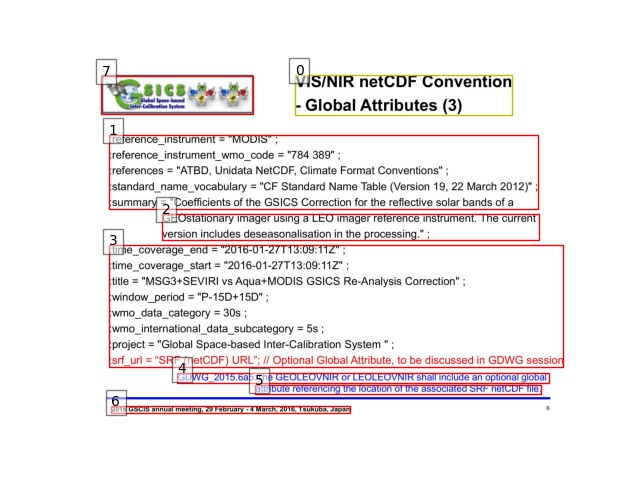 7
GSICS
Global Space-based
Inter-Calibration System
0
VIS/NIR netCDF Convention
- Global Attributes (3)
1
:reference_instrument = "MODIS" ;
:reference_instrument_wmo_code = "784 389" ;
:references = "ATBD, Unidata NetCDF, Climate Format Conventions" ;
:standard_name_vocabulary = "CF Standard Name Table (Version 19, 22 March 2012)" ;
:summary = "Coefficients of the GSICS Correction for the reflective solar bands of a
2
GEOstationary imager using a LEO imager reference instrument. The current
version includes deseasonalisation in the processing." ;
3
:time_coverage_end = "2016-01-27T13:09:11Z" ;
:time_coverage_start = "2016-01-27T13:09:11Z" ;
:title = "MSG3+SEVIRI vs Aqua+MODIS GSICS Re-Analysis Correction" ;
:window_period = "P-15D+15D" ;
:wmo_data_category = 30s ;
:wmo_international_data_subcategory = 5s ;
:project = "Global Space-based Inter-Calibration System " ;
:srf_url = "SRF (netCDF) URL"; // Optional Global Attribute, to be discussed in GDWG session
4
GDWG_2015.6a: The GEOLEOVNIR or LEOLEOVNIR shall include an optional global
5
attribute referencing the location of the associated SRF netCDF file.
6
2016 GSCIS annual meeting, 29 February - 4 March, 2016, Tsukuba, Japan
6